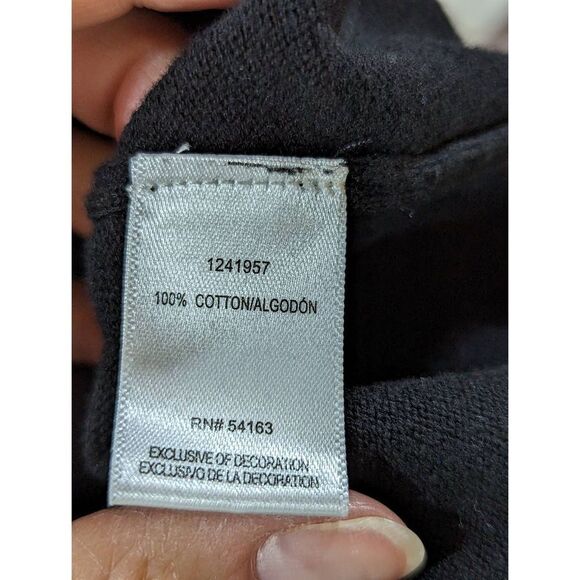 1241957
100% COTTON/ALGODÓN
RN# 54163
EXCLUSIVE OF DECORATION
EXCLUSIVO DE LA DECORATION